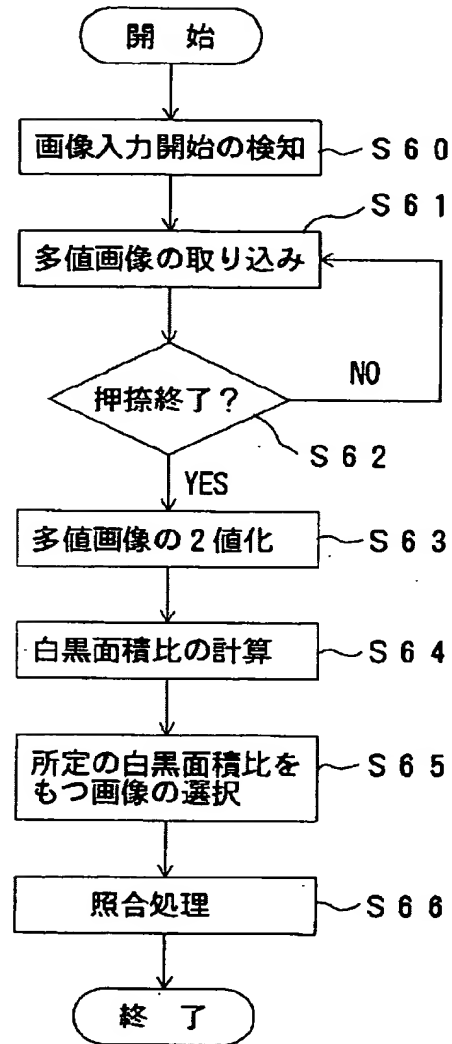 開 始
画像入力開始の検知
S60
S61
多値画像の取り込み
押捺終了?
NO
S62
YES
多値画像の2値化
S63
白黒面積比の計算
S64
所定の白黒面積比を
もつ画像の選択
S65
照合処理
S66
終 了